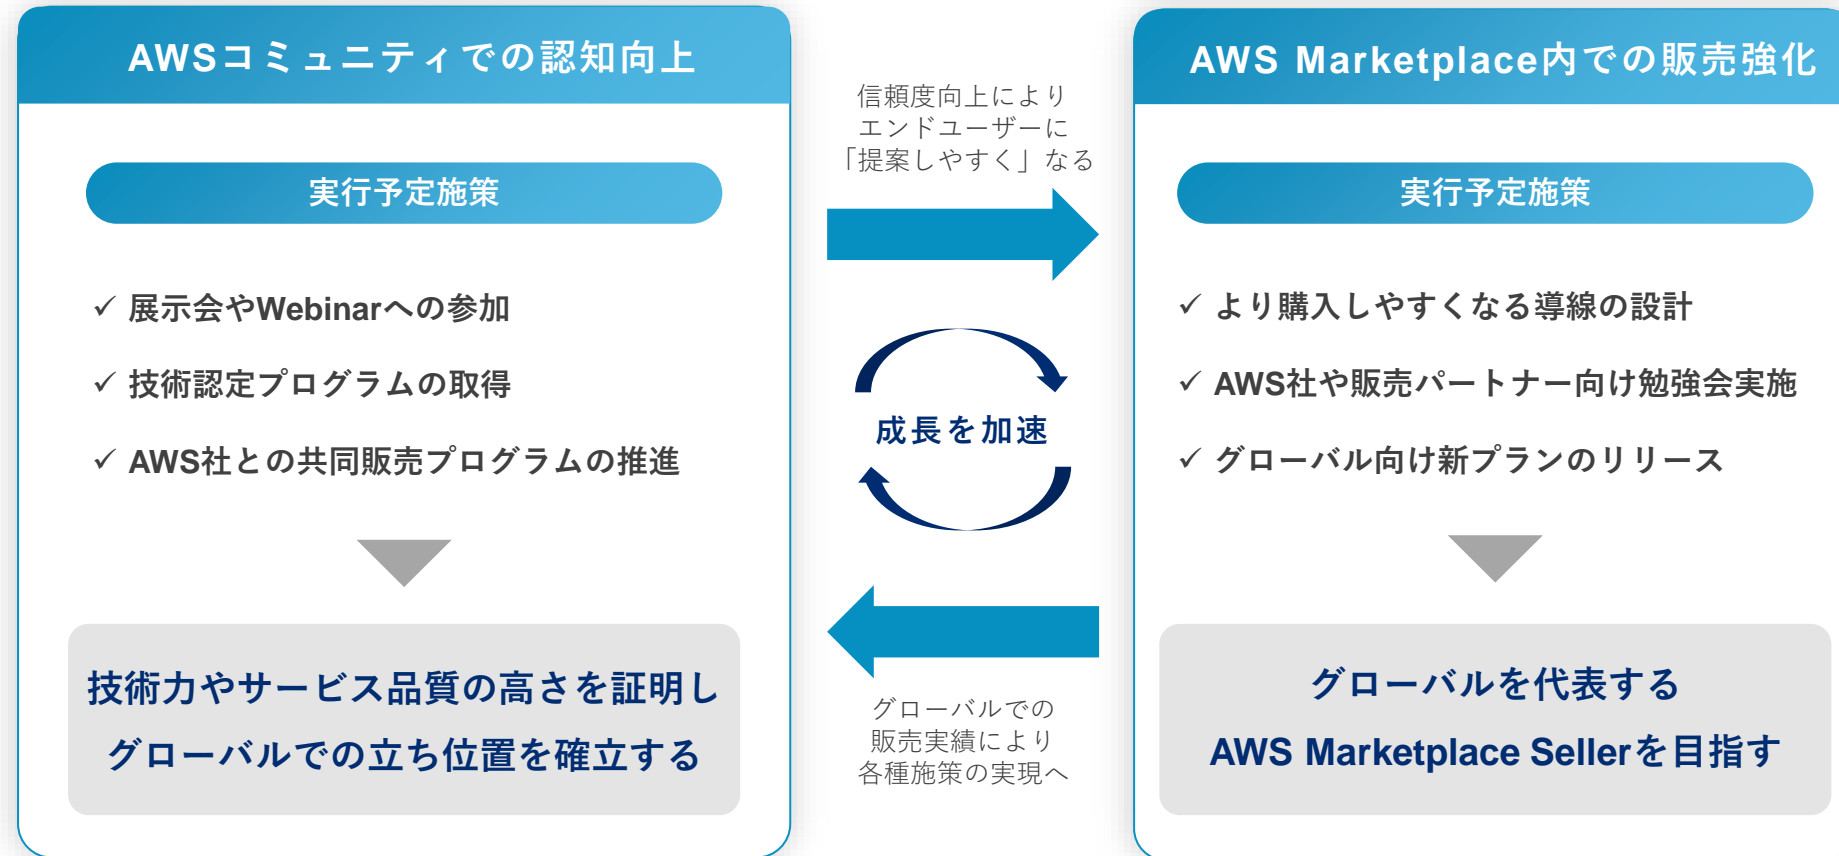 AWSコミュニティでの認知向上
実行予定施策
✓ 展示会やWebinarへの参加
✓ 技術認定プログラムの取得
✓ AWS社との共同販売プログラムの推進
技術力やサービス品質の高さを証明し
グローバルでの立ち位置を確立する
信頼度向上により
エンドユーザーに
「提案しやすく」なる
成長を加速
グローバルでの
販売実績により
各種施策の実現へ
AWS Marketplace内での販売強化
実行予定施策
✓ より購入しやすくなる導線の設計
✓ AWS社や販売パートナー向け勉強会実施
✓ グローバル向け新プランのリリース
グローバルを代表する
AWS Marketplace Sellerを目指す